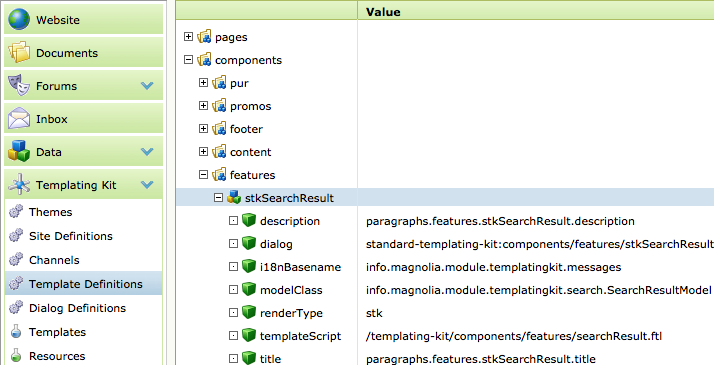 Website
Documents
Forums
Inbox
Data
Templating Kit
Themes
Site Definitions
Channels
Template Definitions
Dialog Definitions
Templates
Resources
Value
pages
components
pur
promos
footer
content
features
stkSearchResult
description paragraphs.features.stkSearchResult.description
dialog standard-templating-kit:components/features/stkSearchResult
i18nBasename info.magnolia.module.templatingkit.messages
modelClass info.magnolia.module.templatingkit.search.SearchResultModel
renderType stk
templateScript /templating-kit/components/features/searchResult.ftl
title paragraphs.features.stkSearchResult.title